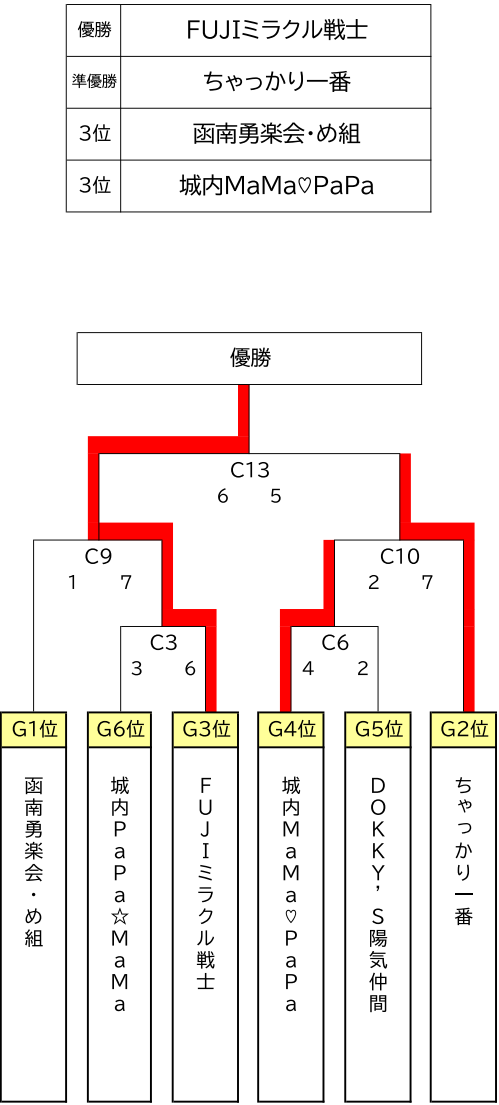 優勝 FUJIミラクル戦士
準優勝 ちゃっかり一番
3位 函南勇楽会・め組
3位 城内MaMa♡PaPa
優勝
C13
6 5
C9 C10
1 7 2 7
C3 C6
3 6 4 2
G1位 G6位 G3位 G4位 G5位 G2位
函南勇楽会・め組
城内PaPa☆MaMa
FUJIミラクル戦士
城内MaMa♡PaPa
DOKKY’S陽気仲間
ちゃっかり一番